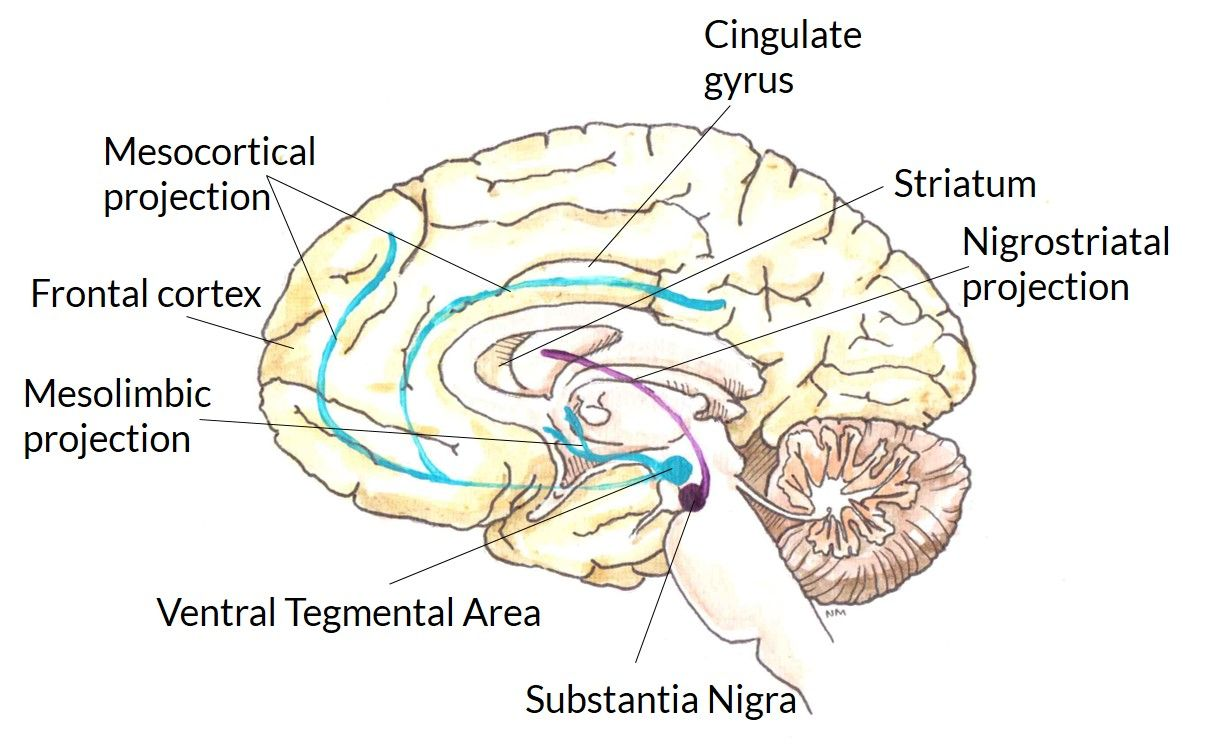 Cingulate
gyrus
Mesocortical
projection
Striatum
Nigrostriatal
projection
Frontal cortex
Mesolimbic
projection
Ventral Tegmental Area
NM
Substantia Nigra